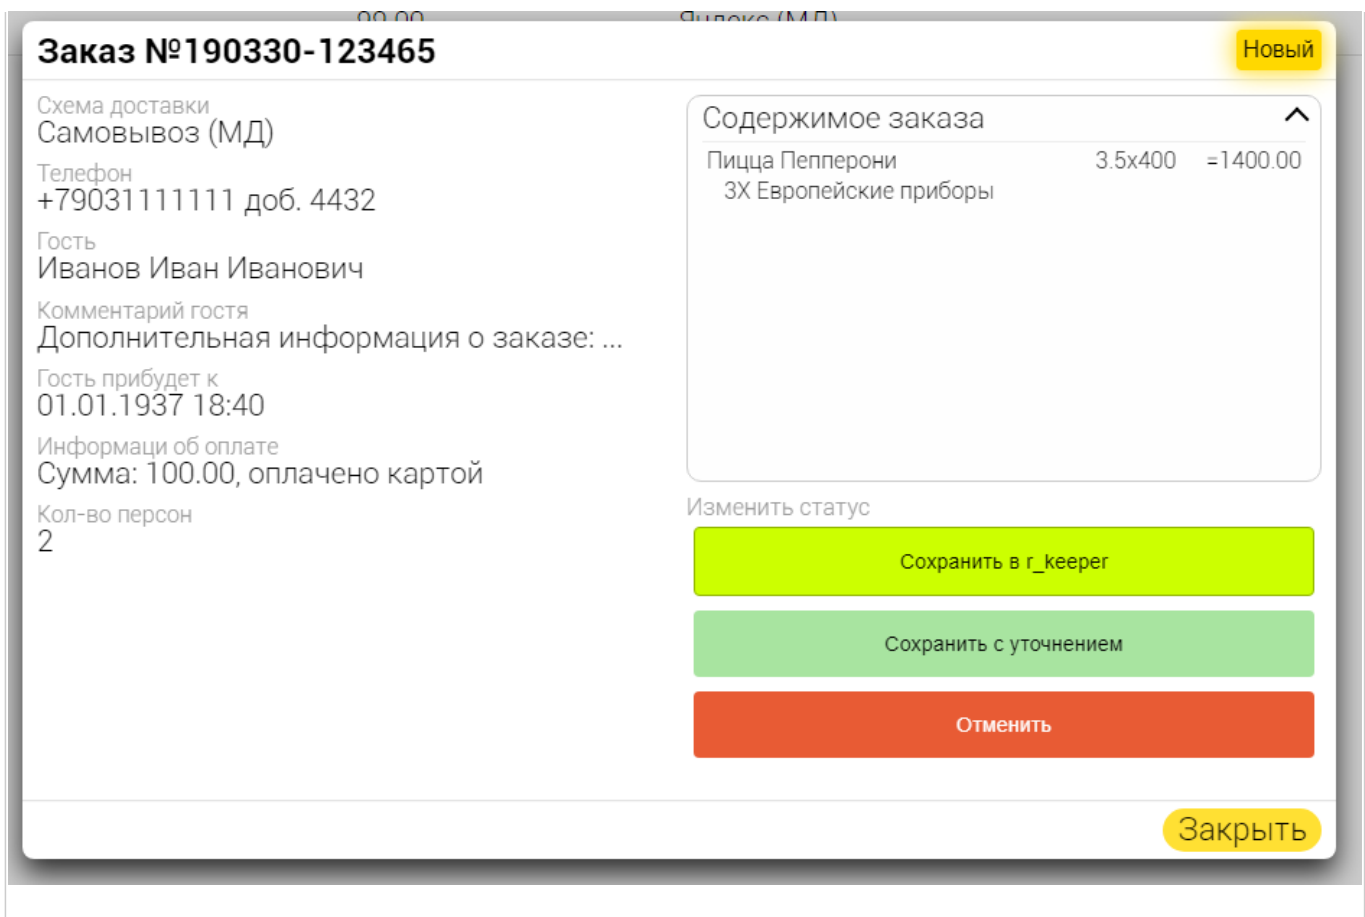 Заказ №190330-123465
Новый
Схема доставки
Самовывоз (МД)
Телефон
+79031111111 доб. 4432
Гость
Иванов Иван Иванович
Комментарий гостя
Дополнительная информация о заказе: ...
Гость прибудет к
01.01.1937 18:40
Информаци об оплате
Сумма: 100.00, оплачено картой
Кол-во персон
2
Содержимое заказа
Пицца Пепперони 3.5x400 =1400.00
3X Европейские приборы
Изменить статус
Сохранить в r_keeper
Сохранить с уточнением
Отменить
Закрыть